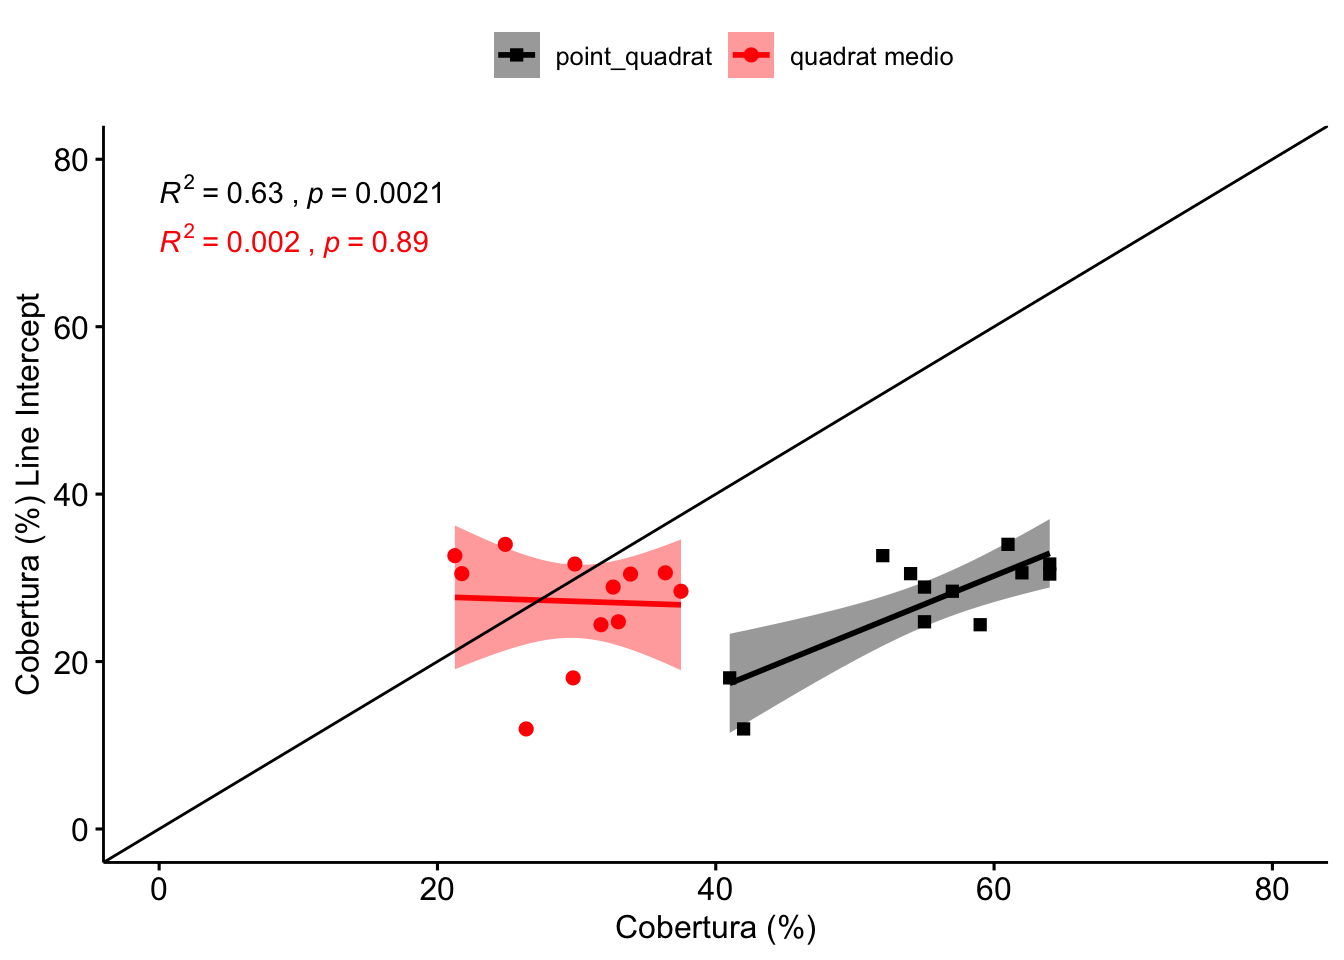 point_quadrat quadrat medio
R² = 0.63 , p = 0.0021
R² = 0.002 , p = 0.89
Cobertura (%) Line Intercept
80
60
40
20
0
0 20 40 60 80
Cobertura (%)